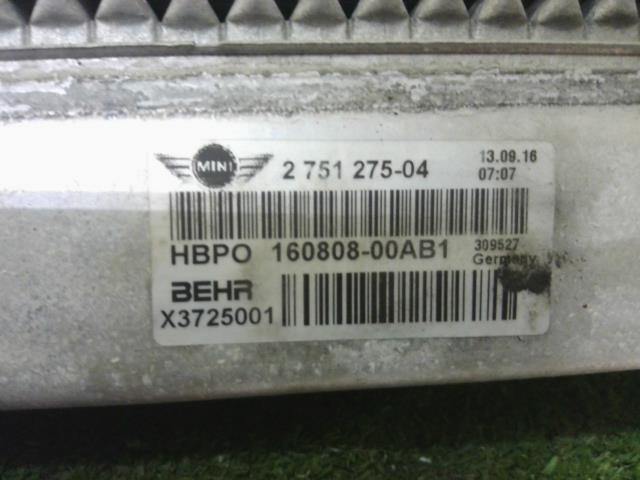 MINI 2 751 275-04 13.09.16
07:07
HBPO 160808-00AB1 309527
Germany
BEHR
X3725001